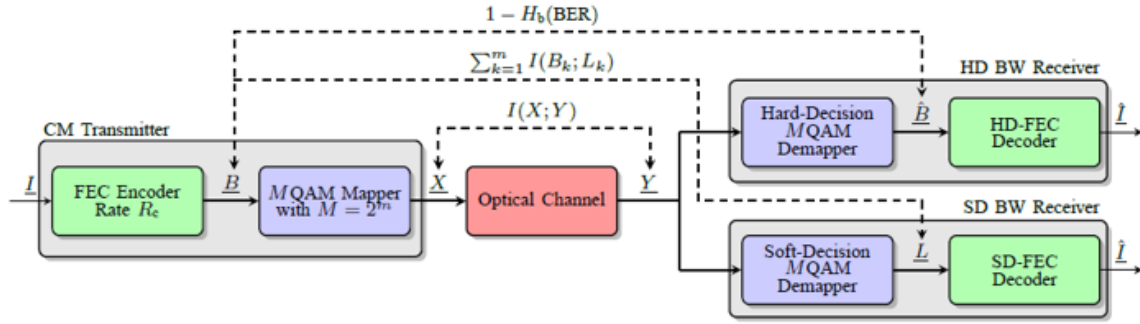 1 − H_b(BER)
∑_{k=1}^{m} I(B_k; L_k)
HD BW Receiver
I(X; Y)
Hard-Decision
MQAM
Demapper
B̂
HD-FEC
Decoder
Î
CM Transmitter
I
FEC Encoder
Rate R_c
B
MQAM Mapper
with M = 2^m
X
Optical Channel
Y
SD BW Receiver
Soft-Decision
MQAM
Demapper
L
SD-FEC
Decoder
Î